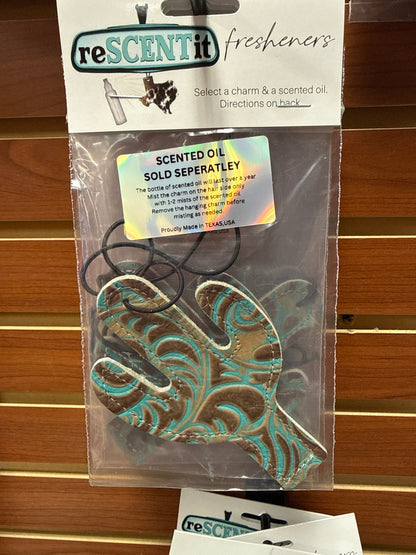 reSCENTit fresheners
Select a charm & a scented oil.
Directions on back
SCENTED OIL
SOLD SEPERATLEY
The bottle of scented oil will last over a year
Mist the charm on the hair side only
with 1-2 mists of the scented oil.
Remove the hanging charm before
misting as needed.
Proudly Made in TEXAS,USA
reSCENTit